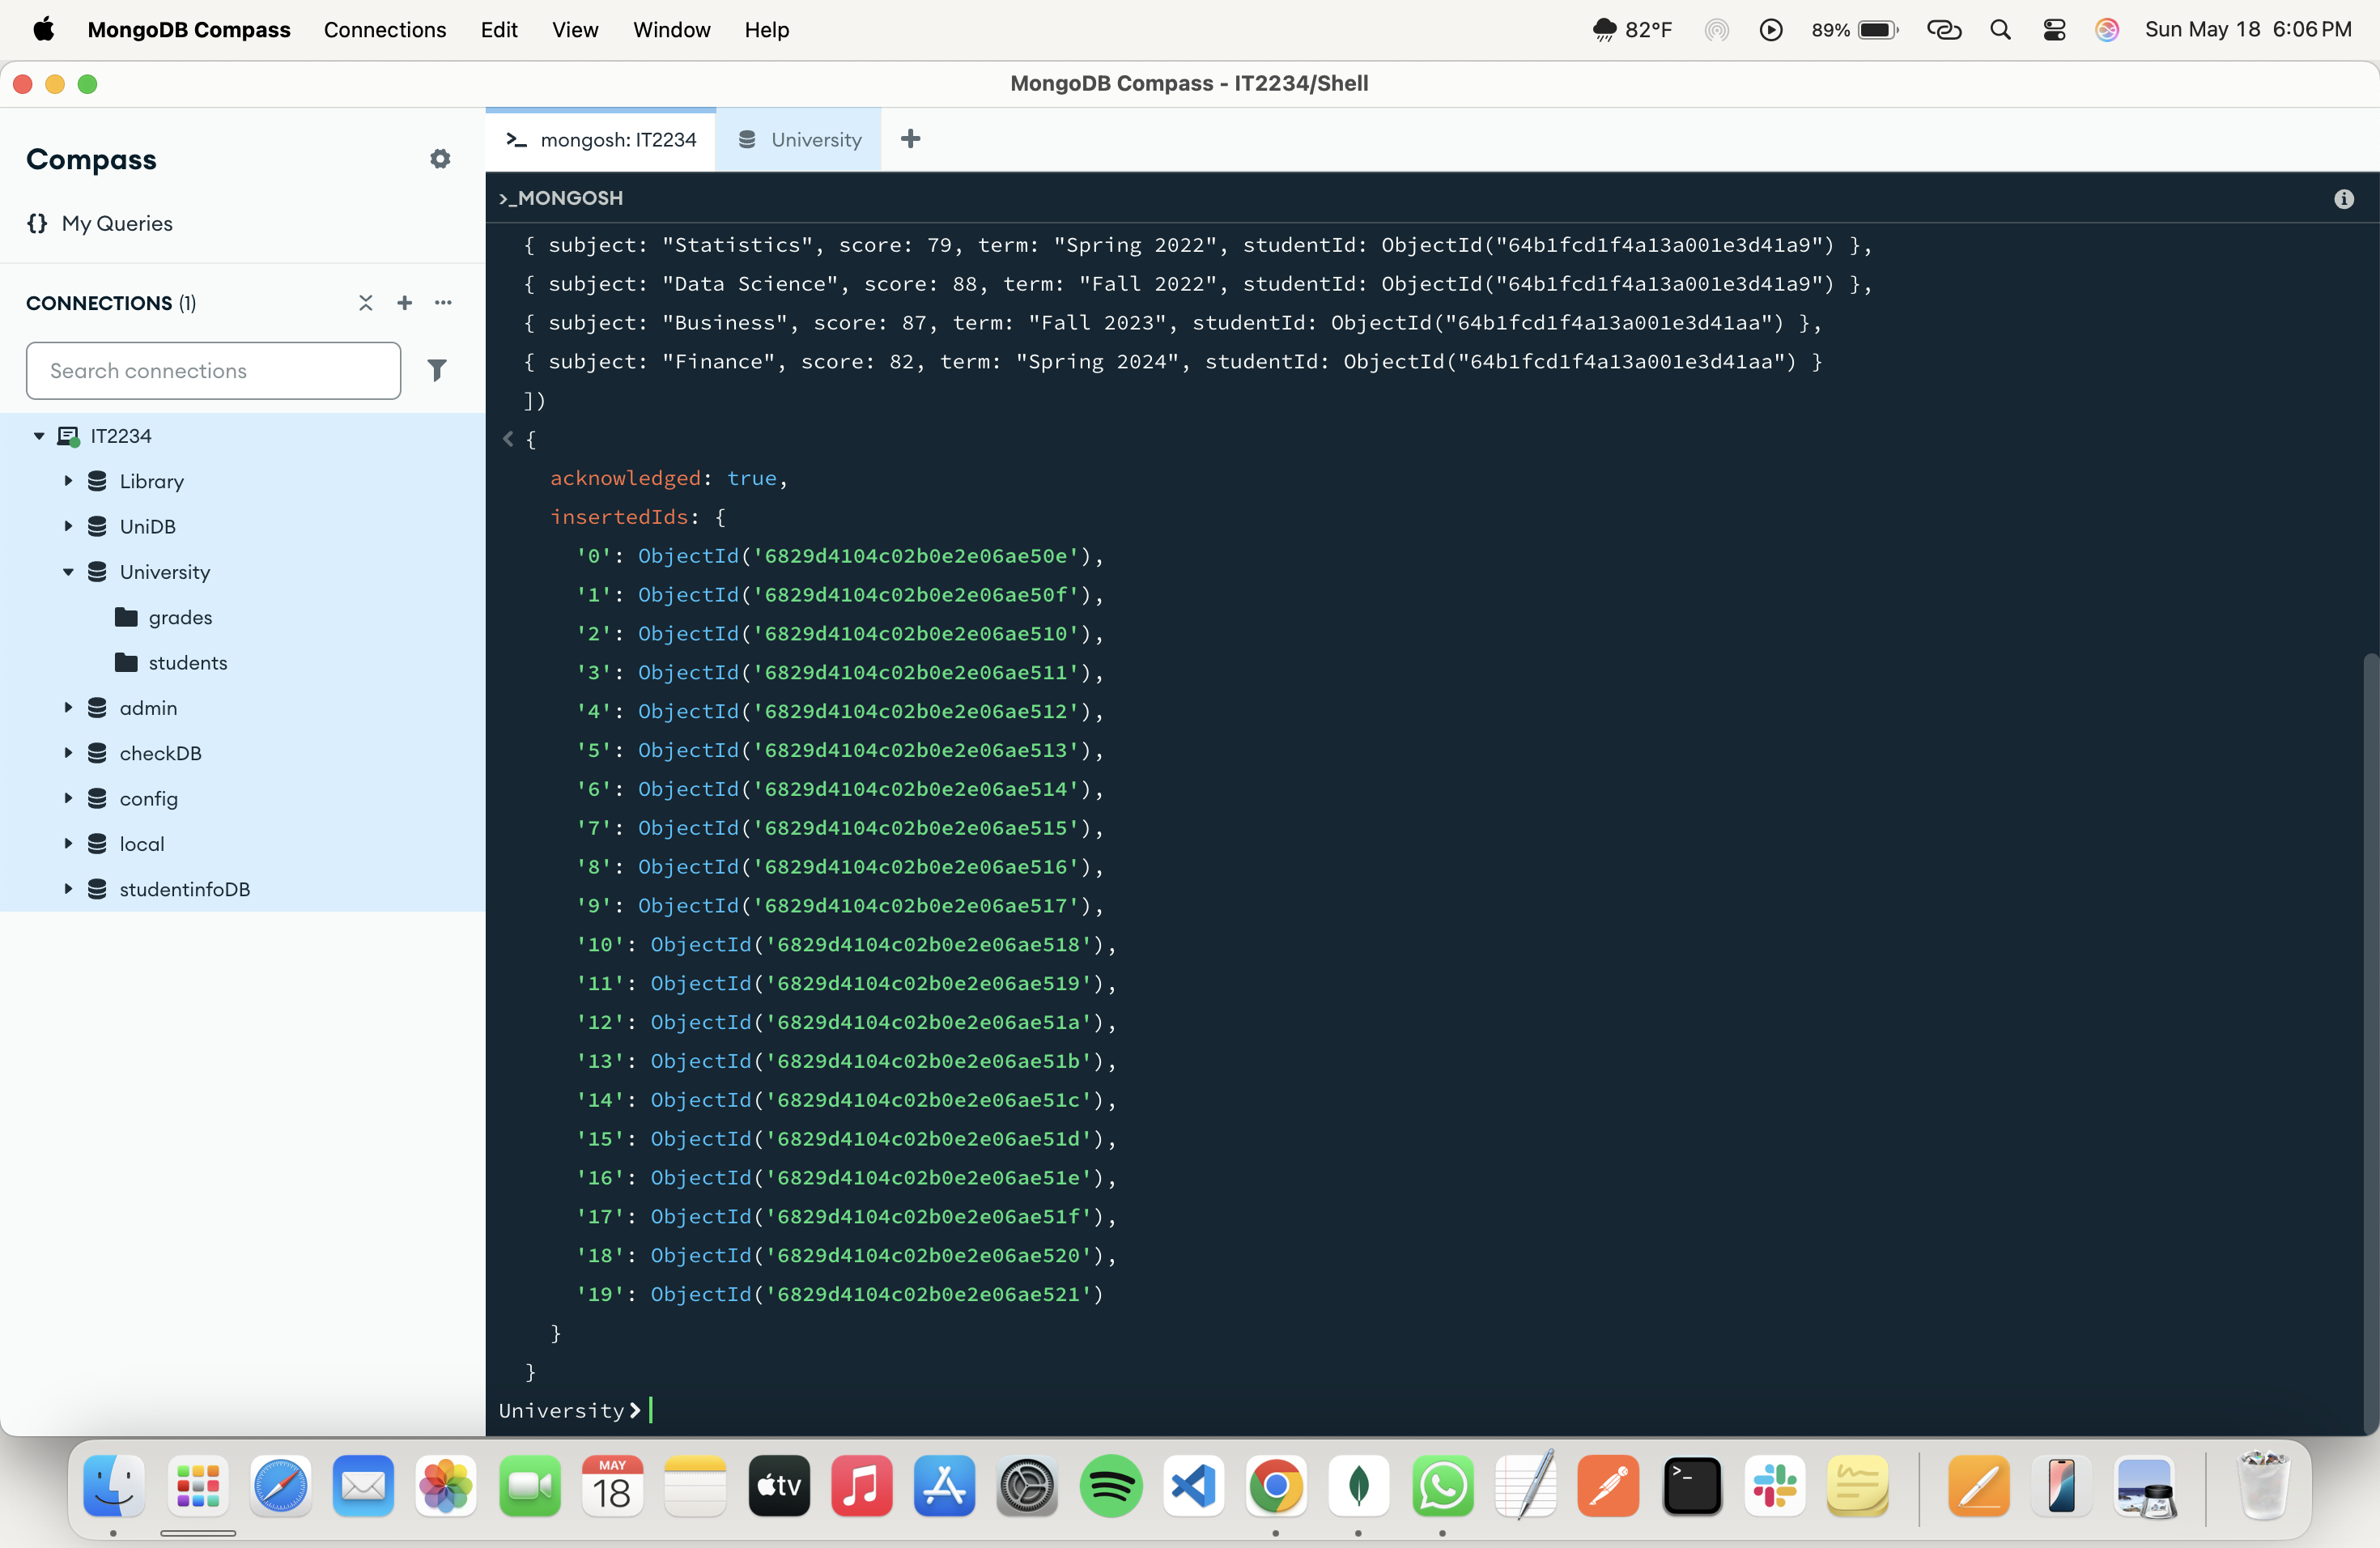 MongoDB Compass Connections Edit View Window Help 82°F 89% Sun May 18 6:06 PM
MongoDB Compass - IT2234/Shell
Compass
{} My Queries
CONNECTIONS (1)
Search connections
IT2234
Library
UniDB
University
grades
students
admin
checkDB
config
local
studentinfoDB
>_ mongosh: IT2234 University +
>_MONGOSH
{ subject: "Statistics", score: 79, term: "Spring 2022", studentId: ObjectId("64b1fcd1f4a13a001e3d41a9") },
{ subject: "Data Science", score: 88, term: "Fall 2022", studentId: ObjectId("64b1fcd1f4a13a001e3d41a9") },
{ subject: "Business", score: 87, term: "Fall 2023", studentId: ObjectId("64b1fcd1f4a13a001e3d41aa") },
{ subject: "Finance", score: 82, term: "Spring 2024", studentId: ObjectId("64b1fcd1f4a13a001e3d41aa") }
])
< {
acknowledged: true,
insertedIds: {
'0': ObjectId('6829d4104c02b0e2e06ae50e'),
'1': ObjectId('6829d4104c02b0e2e06ae50f'),
'2': ObjectId('6829d4104c02b0e2e06ae510'),
'3': ObjectId('6829d4104c02b0e2e06ae511'),
'4': ObjectId('6829d4104c02b0e2e06ae512'),
'5': ObjectId('6829d4104c02b0e2e06ae513'),
'6': ObjectId('6829d4104c02b0e2e06ae514'),
'7': ObjectId('6829d4104c02b0e2e06ae515'),
'8': ObjectId('6829d4104c02b0e2e06ae516'),
'9': ObjectId('6829d4104c02b0e2e06ae517'),
'10': ObjectId('6829d4104c02b0e2e06ae518'),
'11': ObjectId('6829d4104c02b0e2e06ae519'),
'12': ObjectId('6829d4104c02b0e2e06ae51a'),
'13': ObjectId('6829d4104c02b0e2e06ae51b'),
'14': ObjectId('6829d4104c02b0e2e06ae51c'),
'15': ObjectId('6829d4104c02b0e2e06ae51d'),
'16': ObjectId('6829d4104c02b0e2e06ae51e'),
'17': ObjectId('6829d4104c02b0e2e06ae51f'),
'18': ObjectId('6829d4104c02b0e2e06ae520'),
'19': ObjectId('6829d4104c02b0e2e06ae521')
}
}
University>
MAY
18
tv
>_